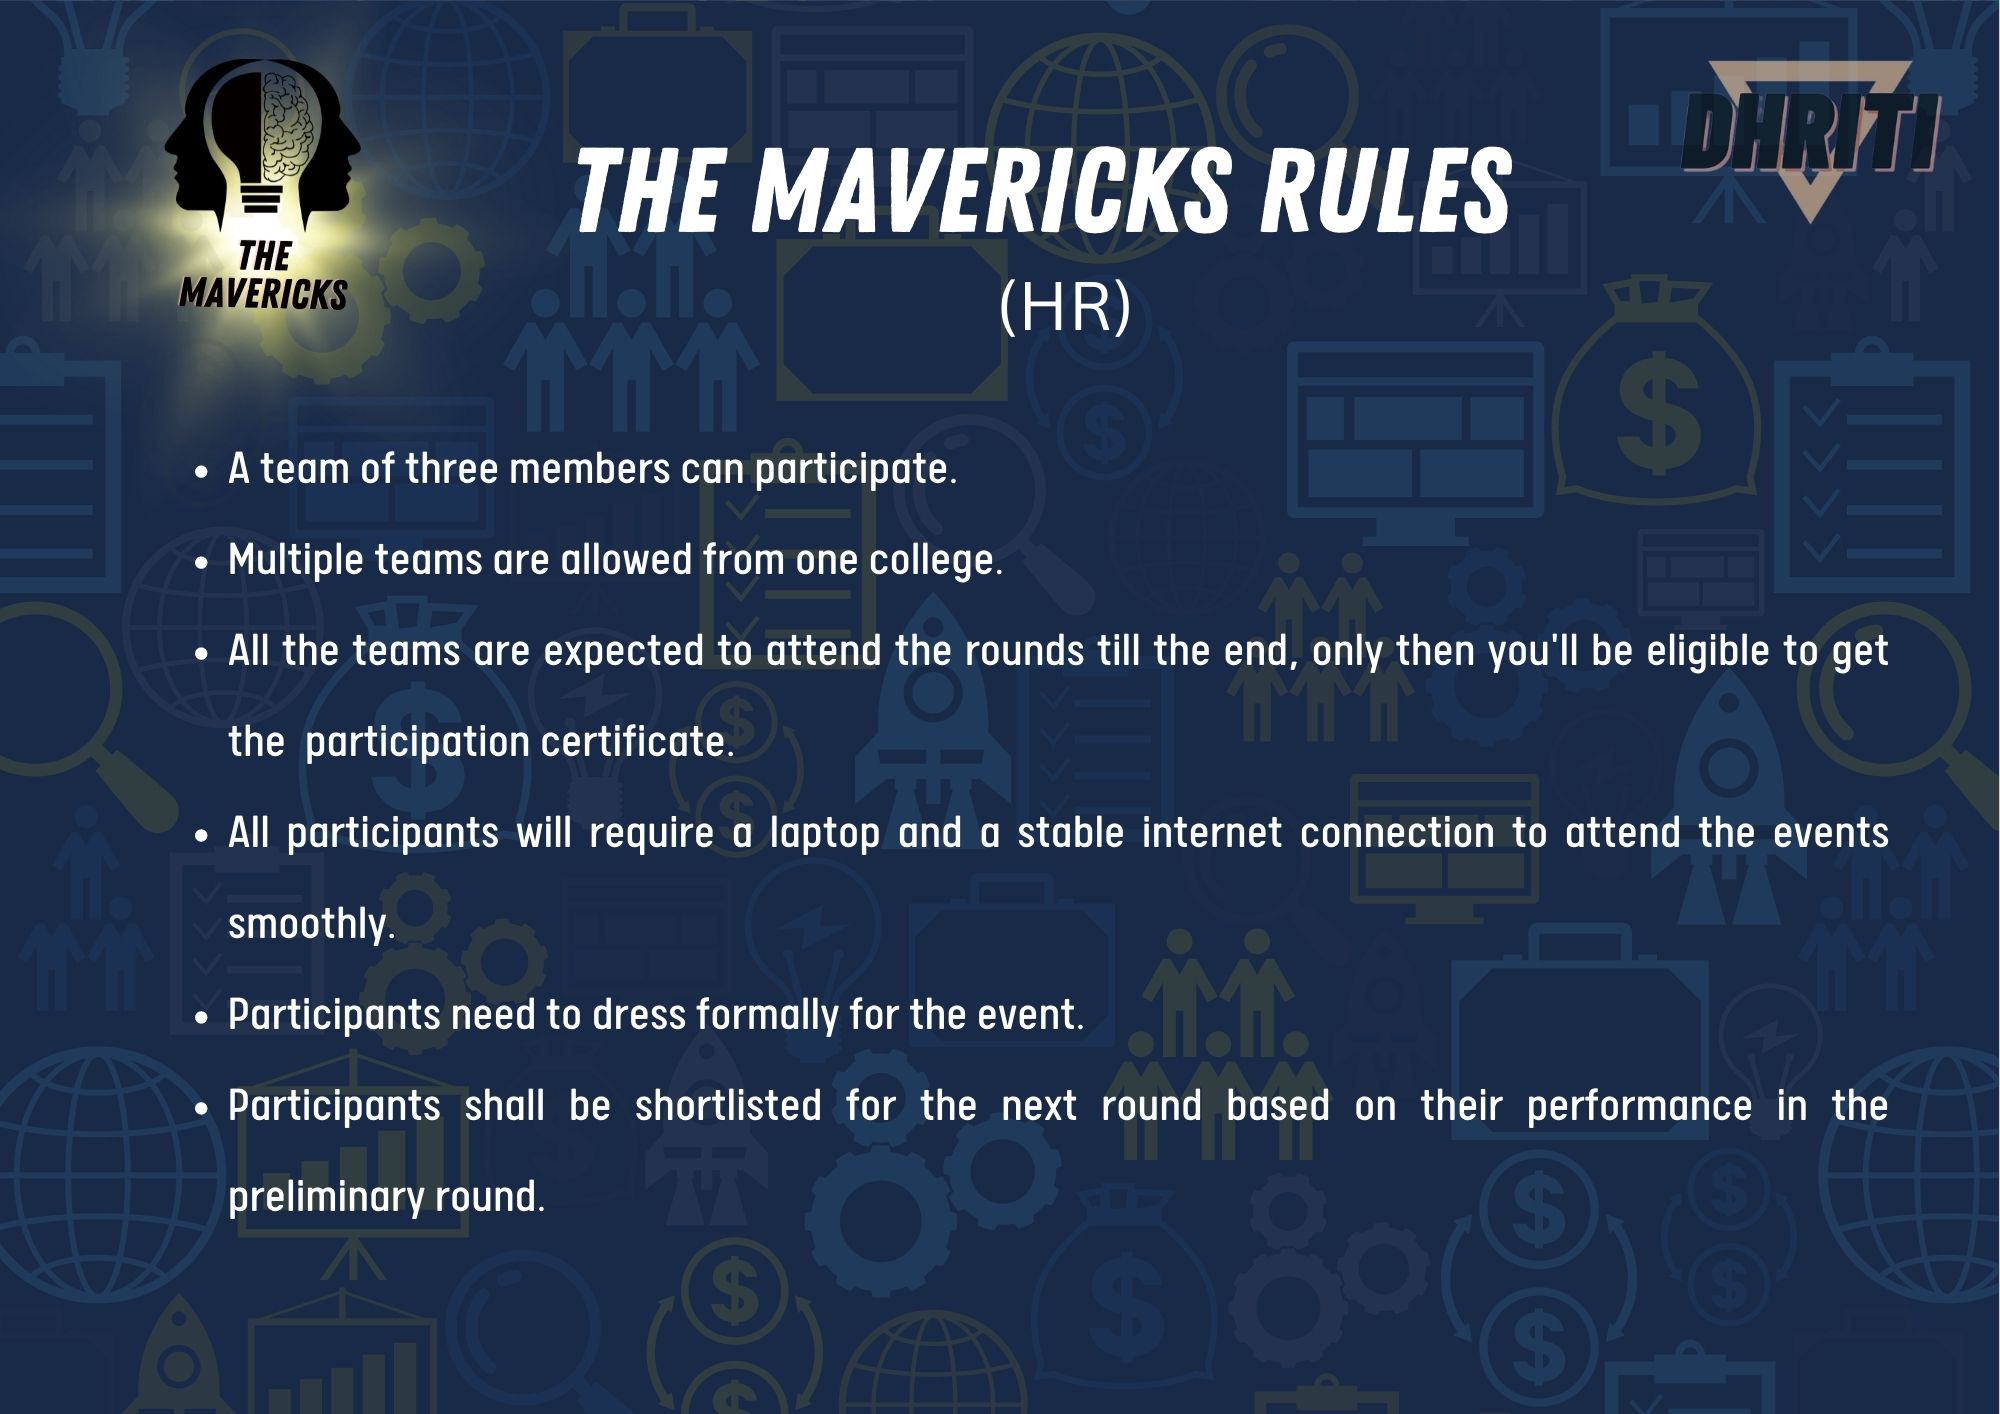 THE
MAVERICKS
DHRITI
THE MAVERICKS RULES
(HR)
• A team of three members can participate.
• Multiple teams are allowed from one college.
• All the teams are expected to attend the rounds till the end, only then you'll be eligible to get
the participation certificate.
• All participants will require a laptop and a stable internet connection to attend the events
smoothly.
• Participants need to dress formally for the event.
• Participants shall be shortlisted for the next round based on their performance in the
preliminary round.